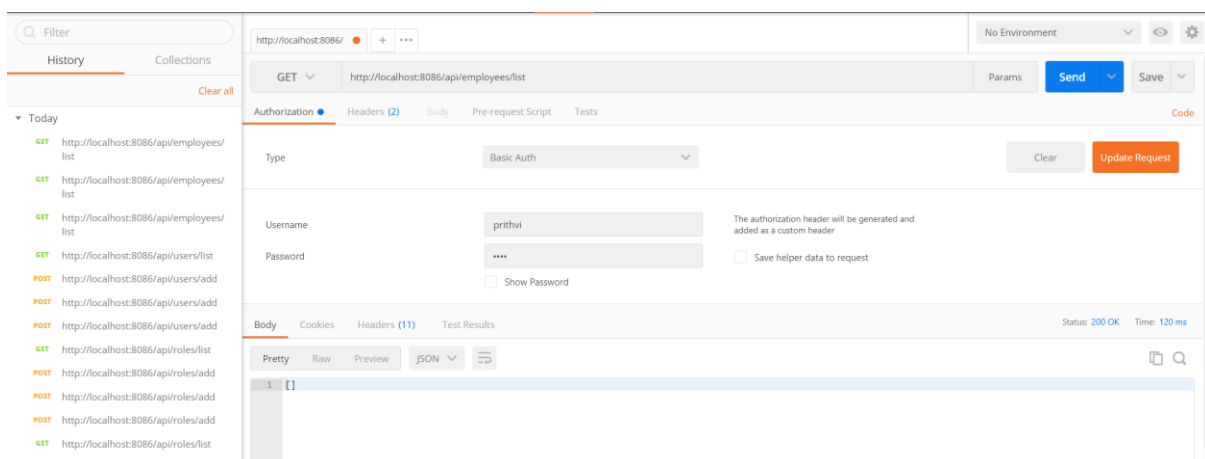 Filter
History Collections
Clear all
Today
GET http://localhost:8086/api/employees/
list
GET http://localhost:8086/api/employees/
list
GET http://localhost:8086/api/employees/
list
GET http://localhost:8086/api/users/list
POST http://localhost:8086/api/users/add
POST http://localhost:8086/api/users/add
POST http://localhost:8086/api/users/add
GET http://localhost:8086/api/roles/list
POST http://localhost:8086/api/roles/add
POST http://localhost:8086/api/roles/add
POST http://localhost:8086/api/roles/add
GET http://localhost:8086/api/roles/list
http://localhost:8086/ + •••
No Environment
GET http://localhost:8086/api/employees/list Params Send Save
Authorization Headers (2) Body Pre-request Script Tests Code
Type Basic Auth Clear Update Request
Username prithvi
The authorization header will be generated and
added as a custom header
Password ••••
Save helper data to request
Show Password
Body Cookies Headers (11) Test Results Status: 200 OK Time: 120 ms
Pretty Raw Preview JSON
1 []